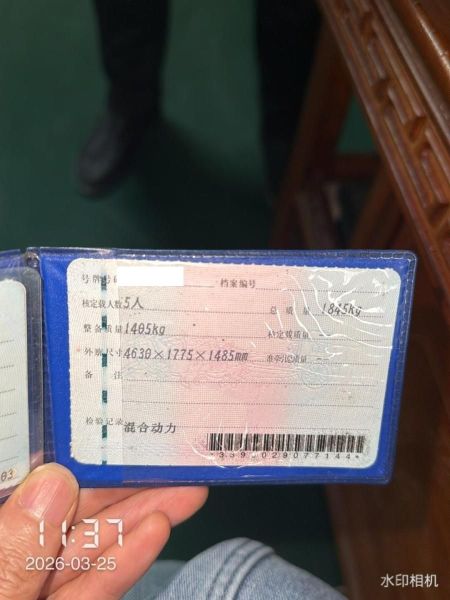 号牌号码
档案编号
核定载人数 5人
总质量 1845kg
整备质量 1405kg
核定载质量 --
外廓尺寸 4630×1775×1485mm
准牵引质量 --
备注
检验记录 混合动力
03
11:37
2026-03-25
水印相机